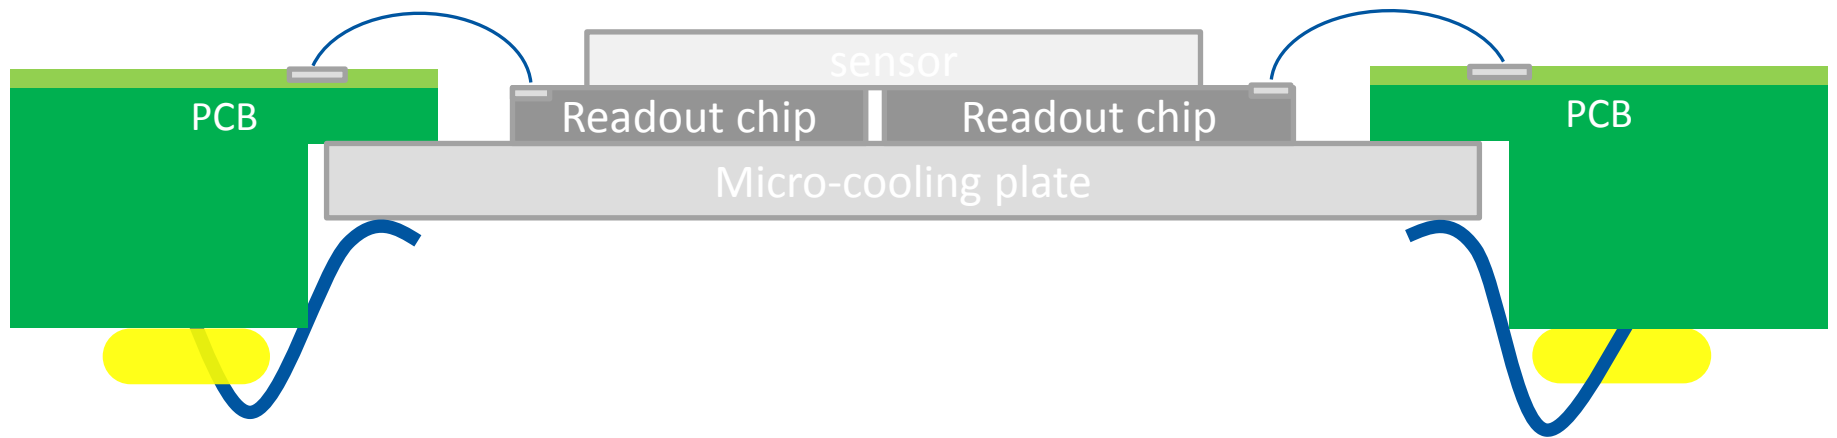 sensor
PCB
Readout chip
Readout chip
PCB
Micro-cooling plate